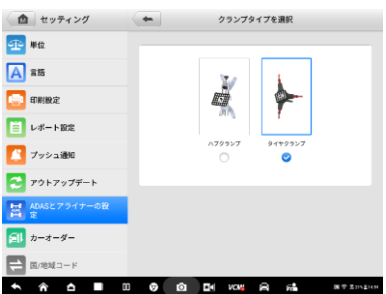 セッティング
クランプタイプを選択
単位
言語
印刷設定
レポート設定
プッシュ通知
アウトアップデート
ADASとアライナーの設
定
カーオーダー
国/地域コード
ハブクランプ
タイヤクランプ
VCMI